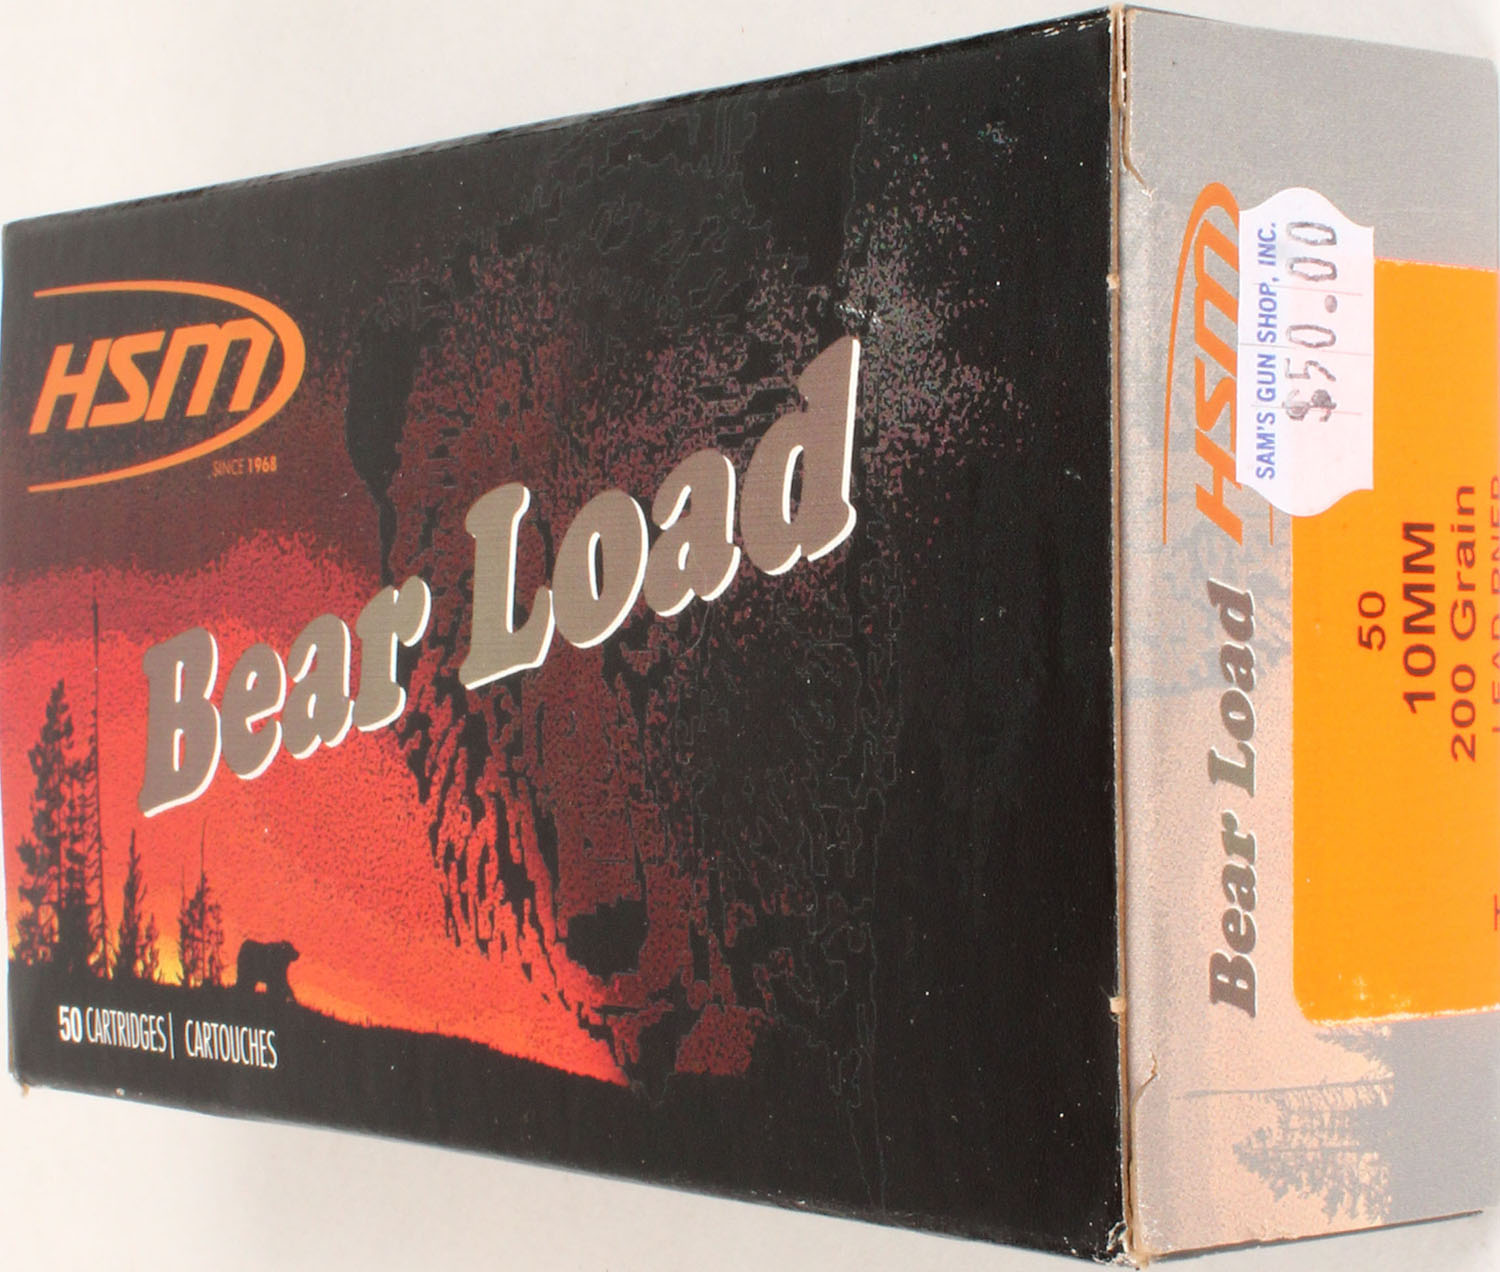 HSM
SINCE 1968
Bear Load
50 CARTRIDGES | CARTOUCHES
HSM
Bear Load
SAM'S GUN SHOP, INC.
$50.00
50
10MM
200 Grain